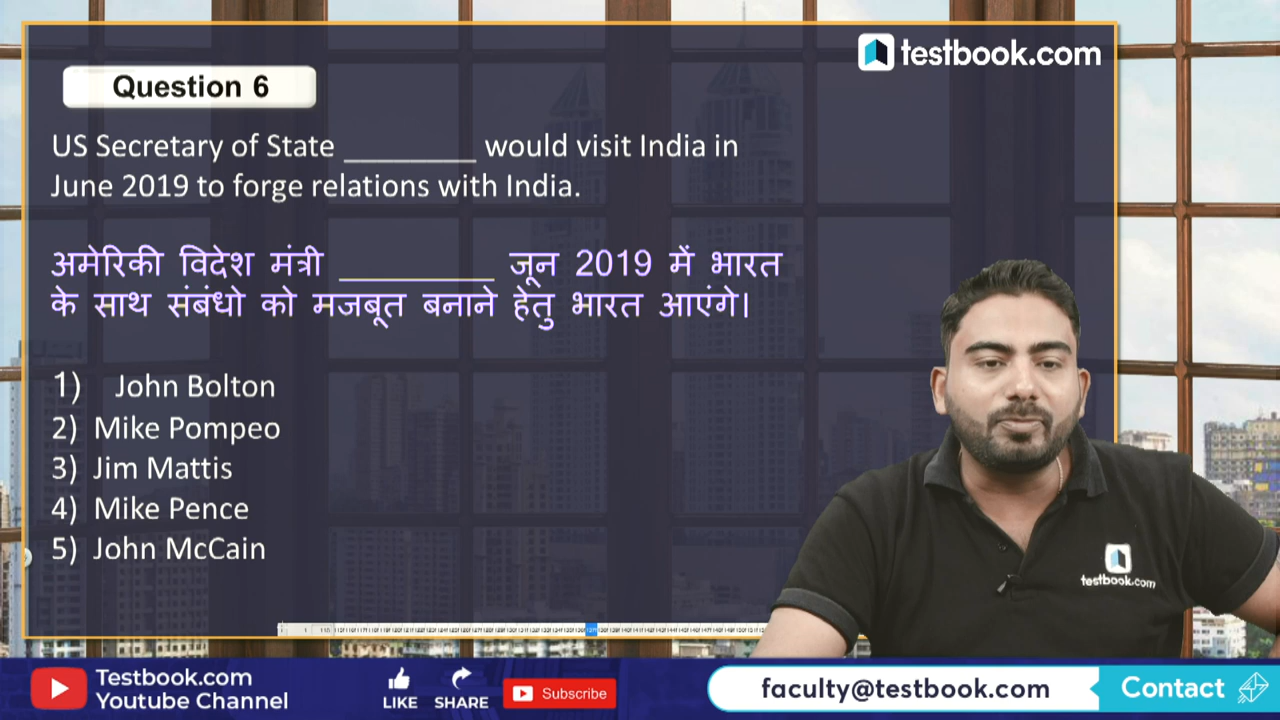 testbook.com
Question 6
US Secretary of State _________ would visit India in
June 2019 to forge relations with India.
अमेरिकी विदेश मंत्री _________ जून 2019 में भारत
के साथ संबंधो को मजबूत बनाने हेतु भारत आएंगे।
1) John Bolton
2) Mike Pompeo
3) Jim Mattis
4) Mike Pence
5) John McCain
testbook.com
Testbook.com
Youtube Channel
LIKE
SHARE
Subscribe
faculty@testbook.com
Contact